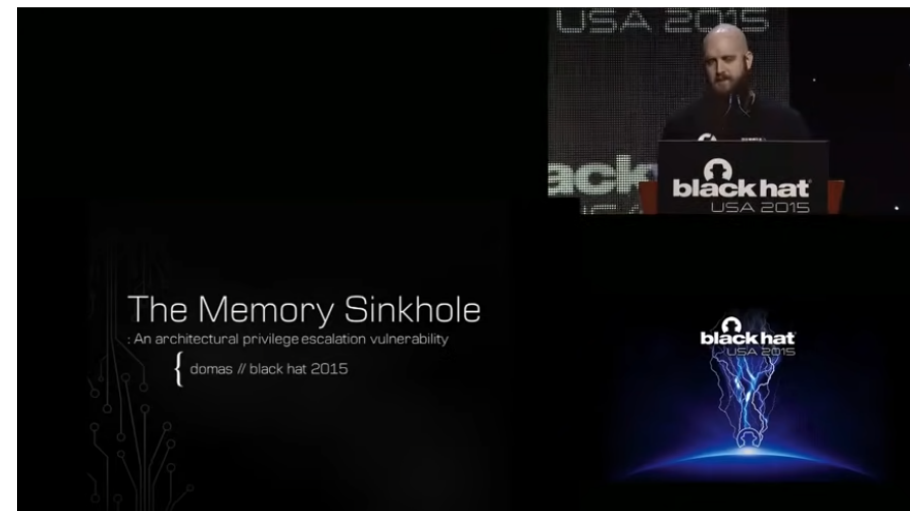 USA 2015
black
black hat
USA 2015
The Memory Sinkhole
: An architectural privilege escalation vulnerability
{ domas // black hat 2015
black hat
USA 2015